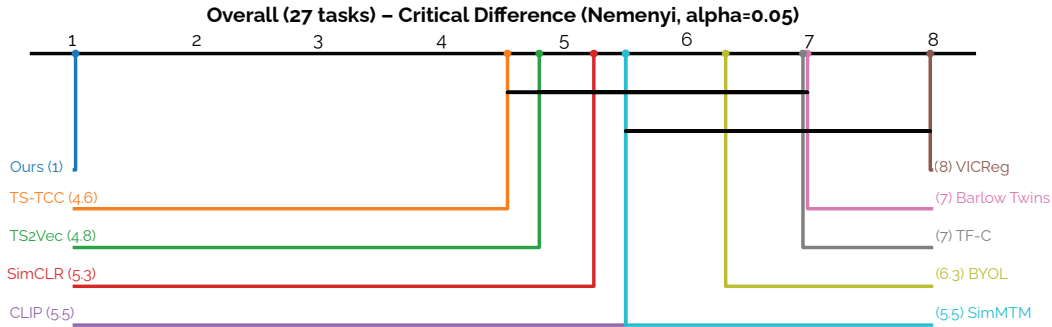 Overall (27 tasks) – Critical Difference (Nemenyi, alpha=0.05)
1 2 3 4 5 6 7 8
Ours (1) (8) VICReg
TS-TCC (4.6) (7) Barlow Twins
TS2Vec (4.8) (7) TF-C
SimCLR (5.3) (6.3) BYOL
CLIP (5.5) (5.5) SimMTM